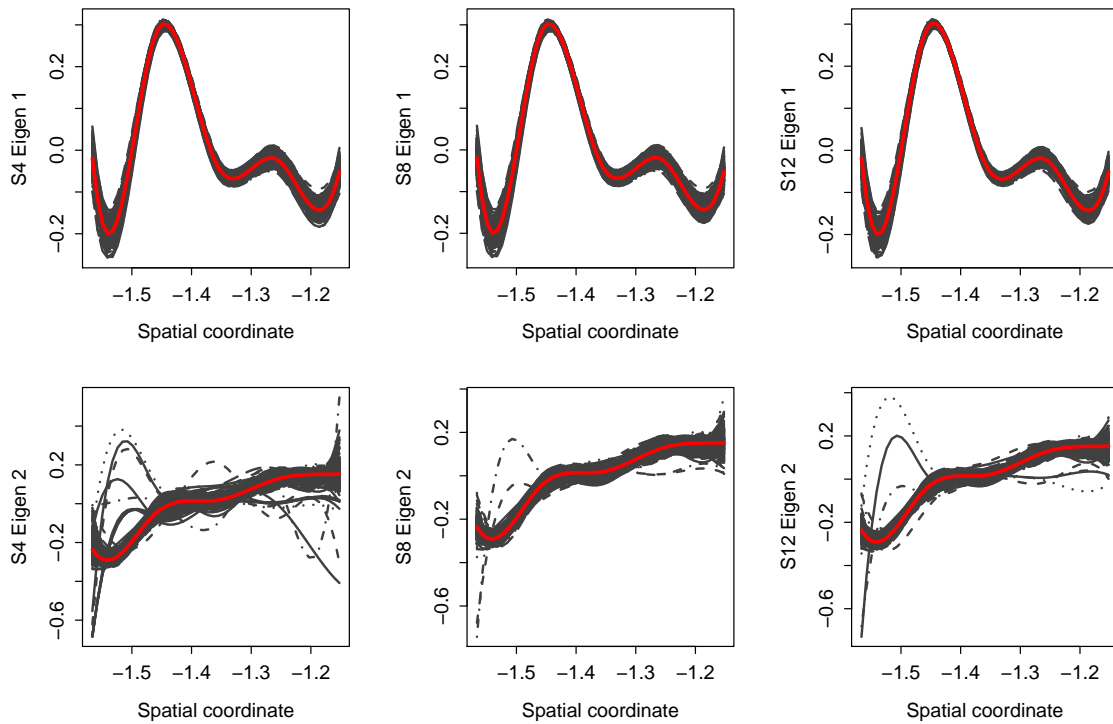 S4 Eigen 1
0.2
0.0
−0.2
−1.5 −1.4 −1.3 −1.2
Spatial coordinate
S8 Eigen 1
0.2
0.0
−0.2
−1.5 −1.4 −1.3 −1.2
Spatial coordinate
S12 Eigen 1
0.2
0.0
−0.2
−1.5 −1.4 −1.3 −1.2
Spatial coordinate
S4 Eigen 2
0.2
−0.2
−0.6
−1.5 −1.4 −1.3 −1.2
Spatial coordinate
S8 Eigen 2
0.2
−0.2
−0.6
−1.5 −1.4 −1.3 −1.2
Spatial coordinate
S12 Eigen 2
0.2
−0.2
−0.6
−1.5 −1.4 −1.3 −1.2
Spatial coordinate